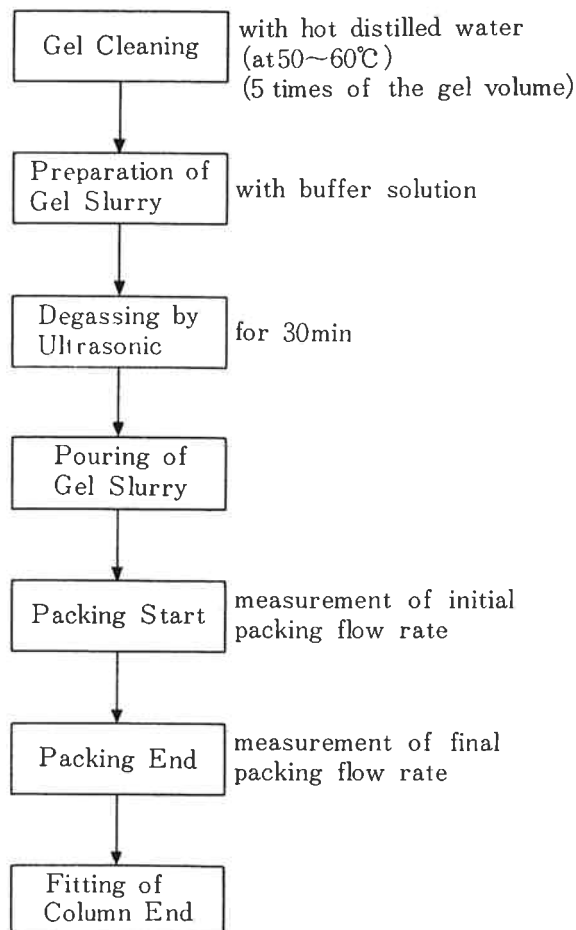 Gel Cleaning
with hot distilled water
(at50~60℃)
(5 times of the gel volume)
Preparation of
Gel Slurry
with buffer solution
Degassing by
Ultrasonic
for 30min
Pouring of
Gel Slurry
Packing Start
measurement of initial
packing flow rate
Packing End
measurement of final
packing flow rate
Fitting of
Column End